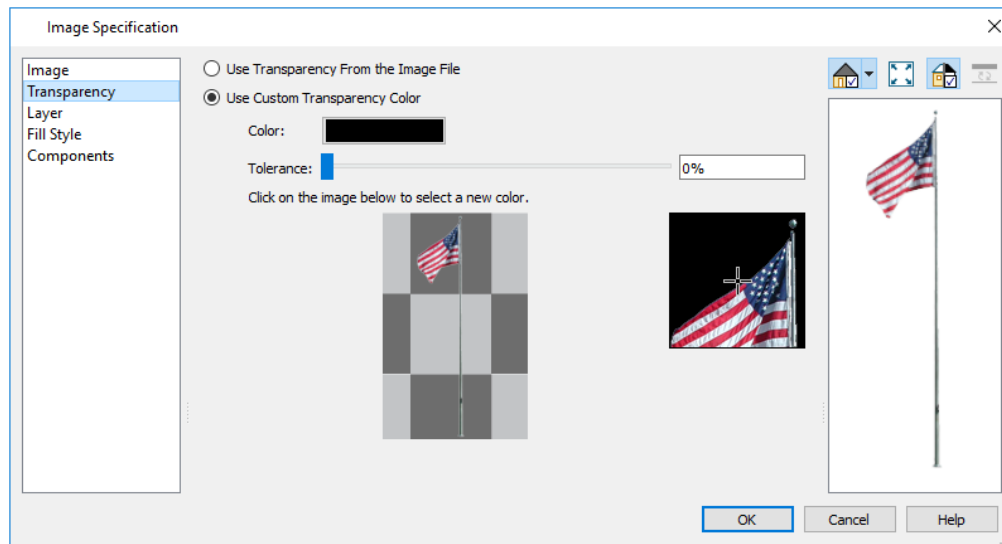 Image Specification
Image
Transparency
Layer
Fill Style
Components
Use Transparency From the Image File
Use Custom Transparency Color
Color:
Tolerance:
0%
Click on the image below to select a new color.
OK
Cancel
Help